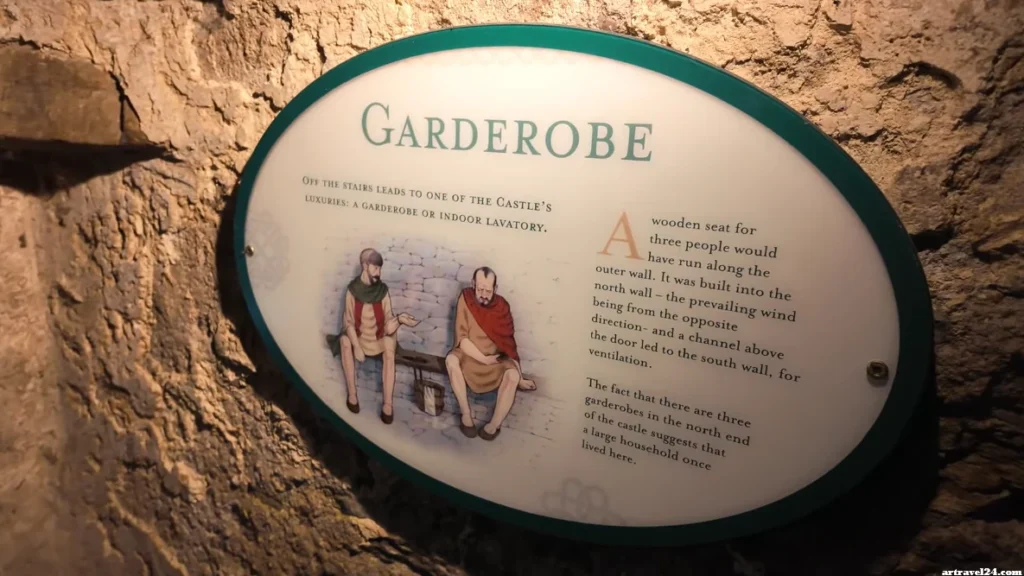 GARDEROBE
OFF THE STAIRS LEADS TO ONE OF THE CASTLE'S
LUXURIES: A GARDEROBE OR INDOOR LAVATORY.
A wooden seat for
three people would
have run along the
outer wall. It was built into the
north wall – the prevailing wind
being from the opposite
direction- and a channel above
the door led to the south wall, for
ventilation.
The fact that there are three
garderobes in the north end
of the castle suggests that
a large household once
lived here.
artravel24.com